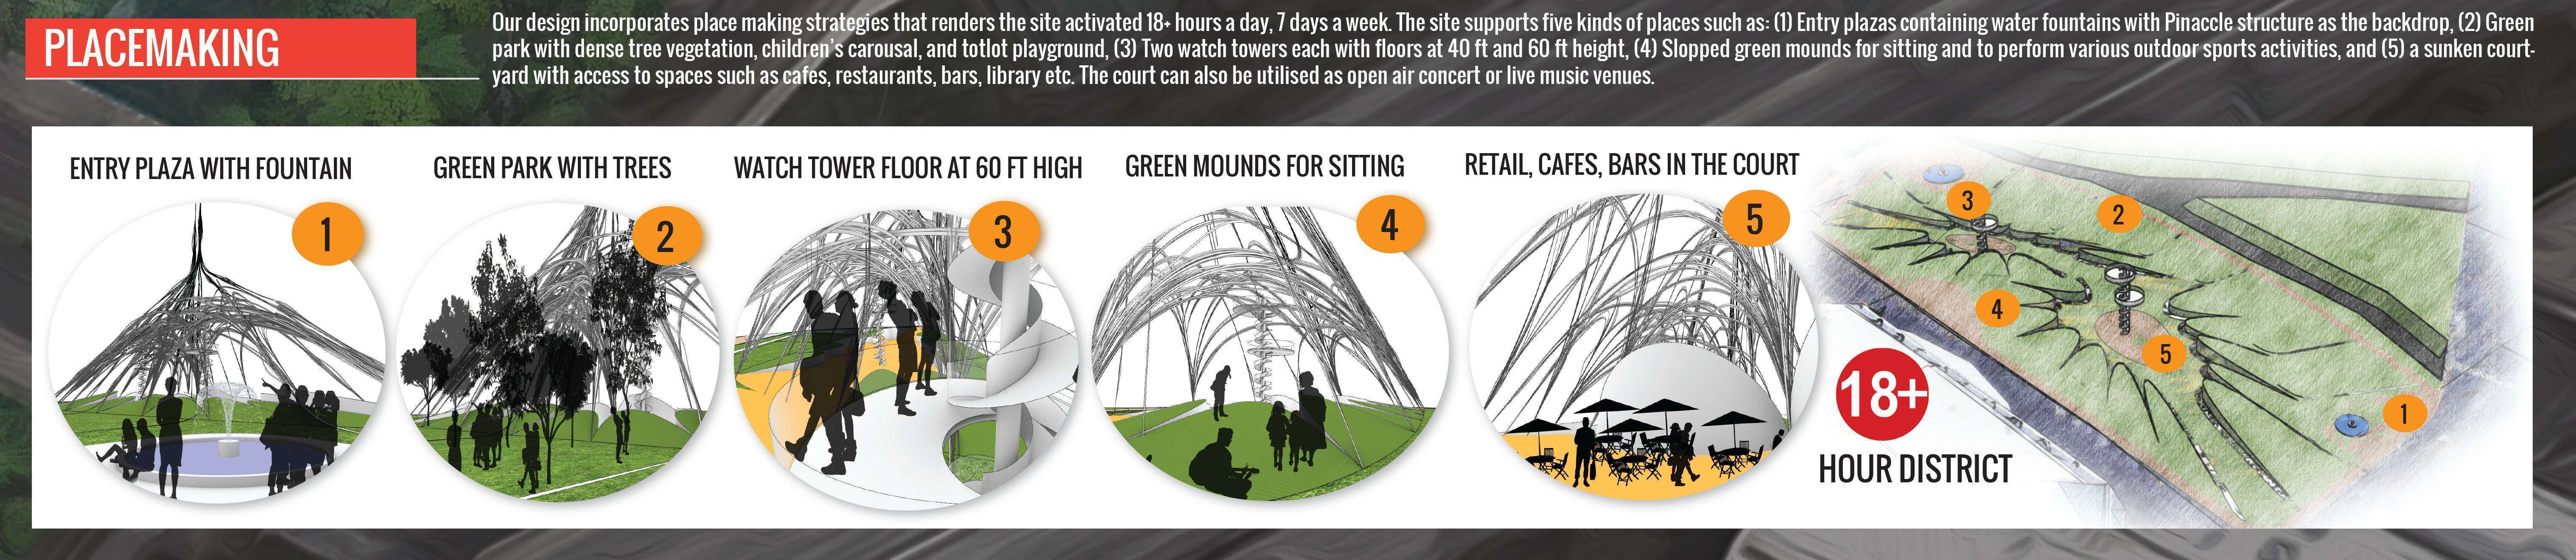 PLACEMAKING
Our design incorporates place making strategies that renders the site activated 18+ hours a day, 7 days a week. The site supports five kinds of places such as: (1) Entry plazas containing water fountains with Pinaccle structure as the backdrop, (2) Green
park with dense tree vegetation, children's carousal, and totlot playground, (3) Two watch towers each with floors at 40 ft and 60 ft height, (4) Slopped green mounds for sitting and to perform various outdoor sports activities, and (5) a sunken court-
yard with access to spaces such as cafes, restaurants, bars, library etc. The court can also be utilised as open air concert or live music venues.
ENTRY PLAZA WITH FOUNTAIN
1
GREEN PARK WITH TREES
2
WATCH TOWER FLOOR AT 60 FT HIGH
3
GREEN MOUNDS FOR SITTING
4
RETAIL, CAFES, BARS IN THE COURT
5
3
2
4
5
1
18+
HOUR DISTRICT